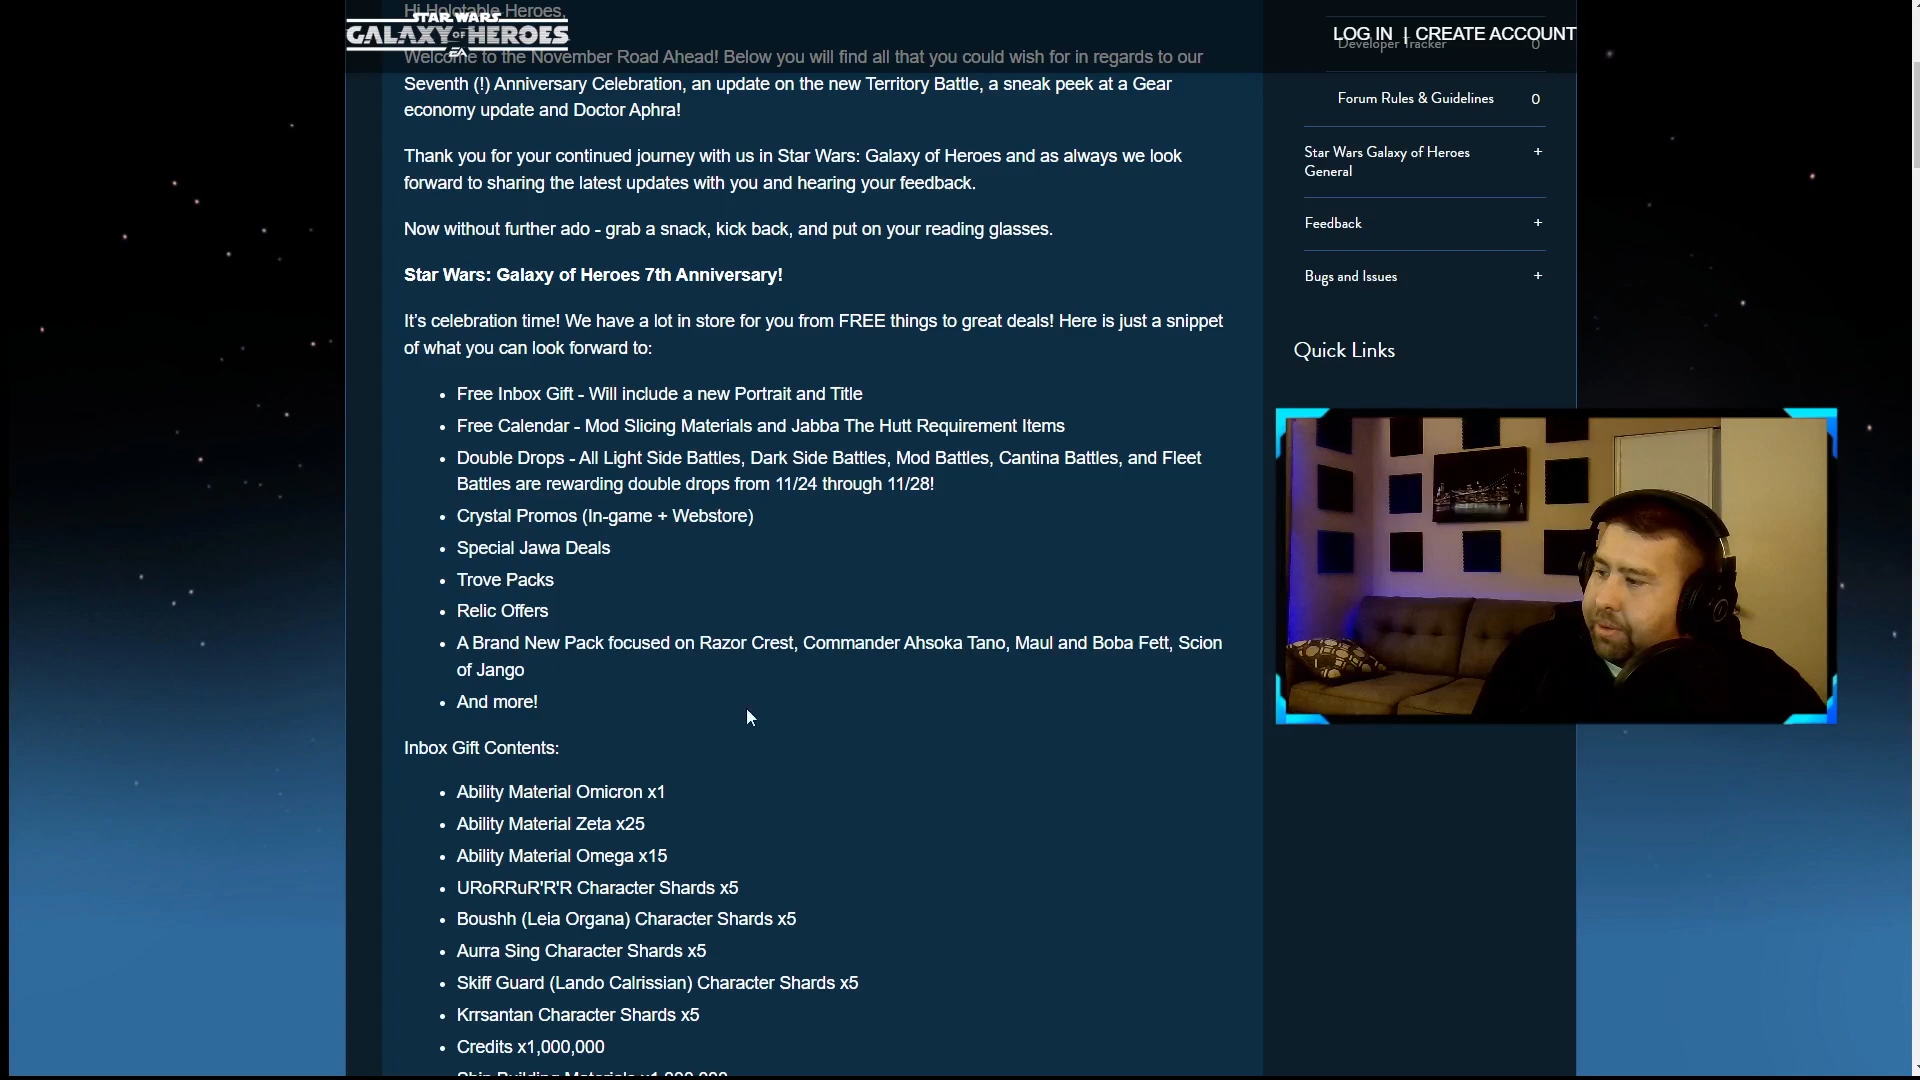 Hi Holotable Heroes,
STAR WARS
GALAXY OF HEROES
EA
LOG IN | CREATE ACCOUNT
Developer Tracker 0
Welcome to the November Road Ahead! Below you will find all that you could wish for in regards to our
Seventh (!) Anniversary Celebration, an update on the new Territory Battle, a sneak peek at a Gear
economy update and Doctor Aphra!
Thank you for your continued journey with us in Star Wars: Galaxy of Heroes and as always we look
forward to sharing the latest updates with you and hearing your feedback.
Now without further ado - grab a snack, kick back, and put on your reading glasses.
Star Wars: Galaxy of Heroes 7th Anniversary!
It's celebration time! We have a lot in store for you from FREE things to great deals! Here is just a snippet
of what you can look forward to:
• Free Inbox Gift - Will include a new Portrait and Title
• Free Calendar - Mod Slicing Materials and Jabba The Hutt Requirement Items
• Double Drops - All Light Side Battles, Dark Side Battles, Mod Battles, Cantina Battles, and Fleet
Battles are rewarding double drops from 11/24 through 11/28!
• Crystal Promos (In-game + Webstore)
• Special Jawa Deals
• Trove Packs
• Relic Offers
• A Brand New Pack focused on Razor Crest, Commander Ahsoka Tano, Maul and Boba Fett, Scion
of Jango
• And more!
Inbox Gift Contents:
• Ability Material Omicron x1
• Ability Material Zeta x25
• Ability Material Omega x15
• URoRRuR'R'R Character Shards x5
• Boushh (Leia Organa) Character Shards x5
• Aurra Sing Character Shards x5
• Skiff Guard (Lando Calrissian) Character Shards x5
• Krrsantan Character Shards x5
• Credits x1,000,000
Ship Building Materials x1,000,000
Forum Rules & Guidelines 0
Star Wars Galaxy of Heroes +
General
Feedback +
Bugs and Issues +
Quick Links